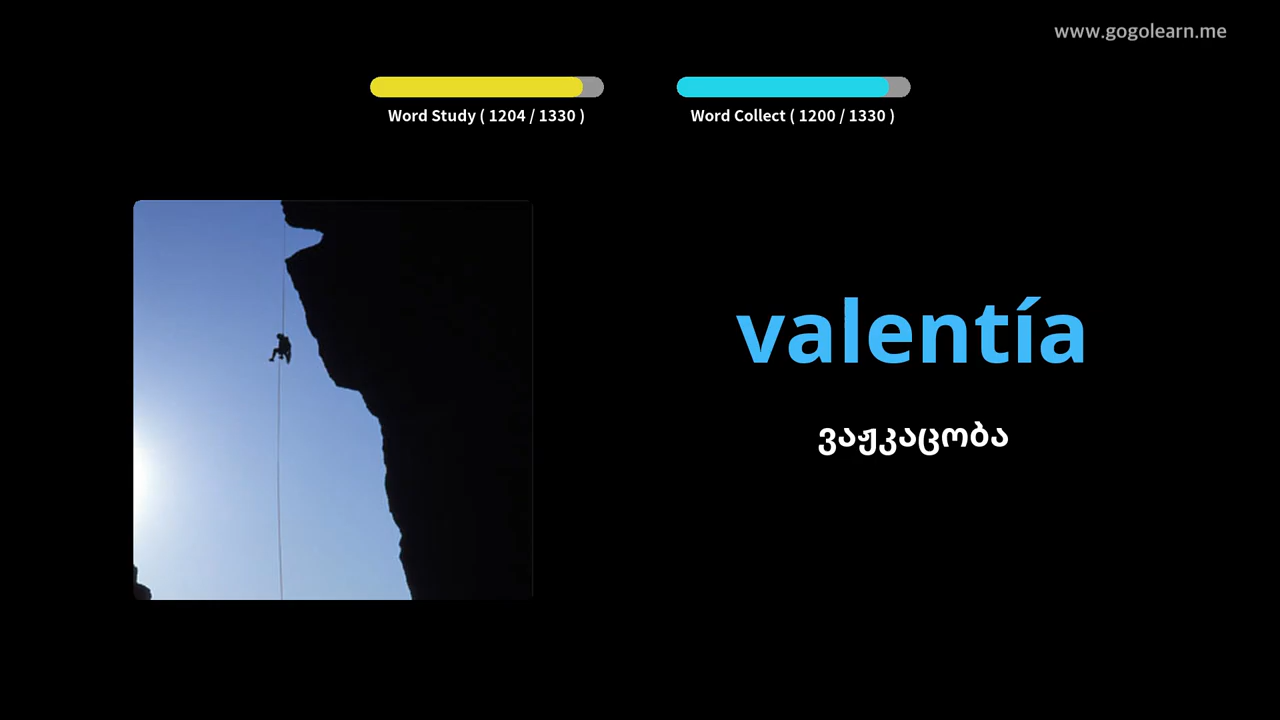 www.gogolearn.me
Word Study ( 1204 / 1330 )
Word Collect ( 1200 / 1330 )
valentía
ვაჟკაცობა